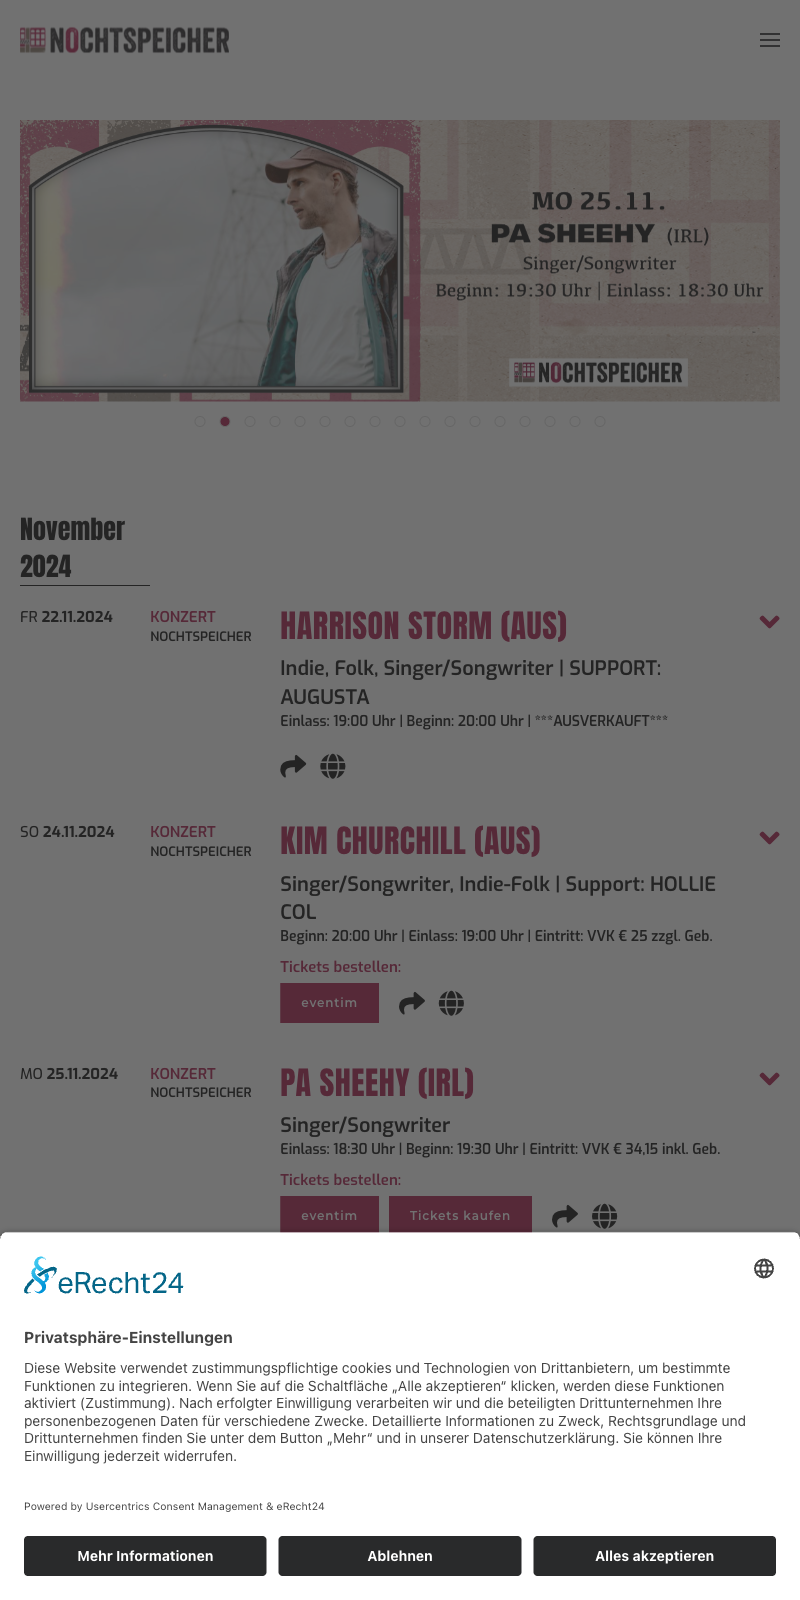 NOCHTSPEICHER
MO 25.11.
PA SHEEHY (IRL)
Singer/Songwriter
Beginn: 19:30 Uhr | Einlass: 18:30 Uhr
NOCHTSPEICHER
November
2024
FR 22.11.2024
KONZERT
NOCHTSPEICHER
HARRISON STORM (AUS)
Indie, Folk, Singer/Songwriter | SUPPORT:
AUGUSTA
Einlass: 19:00 Uhr | Beginn: 20:00 Uhr | ***AUSVERKAUFT***
SO 24.11.2024
KONZERT
NOCHTSPEICHER
KIM CHURCHILL (AUS)
Singer/Songwriter, Indie-Folk | Support: HOLLIE
COL
Beginn: 20:00 Uhr | Einlass: 19:00 Uhr | Eintritt: VVK € 25 zzgl. Geb.
Tickets bestellen:
eventim
MO 25.11.2024
KONZERT
NOCHTSPEICHER
PA SHEEHY (IRL)
Singer/Songwriter
Einlass: 18:30 Uhr | Beginn: 19:30 Uhr | Eintritt: VVK € 34,15 inkl. Geb.
Tickets bestellen:
eventim
Tickets kaufen
eRecht24
Privatsphäre-Einstellungen
Diese Website verwendet zustimmungspflichtige cookies und Technologien von Drittanbietern, um bestimmte
Funktionen zu integrieren. Wenn Sie auf die Schaltfläche „Alle akzeptieren“ klicken, werden diese Funktionen
aktiviert (Zustimmung). Nach erfolgter Einwilligung verarbeiten wir und die beteiligten Drittunternehmen Ihre
personenbezogenen Daten für verschiedene Zwecke. Detaillierte Informationen zu Zweck, Rechtsgrundlage und
Drittunternehmen finden Sie unter dem Button „Mehr“ und in unserer Datenschutzerklärung. Sie können Ihre
Einwilligung jederzeit widerrufen.
Powered by Usercentrics Consent Management & eRecht24
Mehr Informationen
Ablehnen
Alles akzeptieren